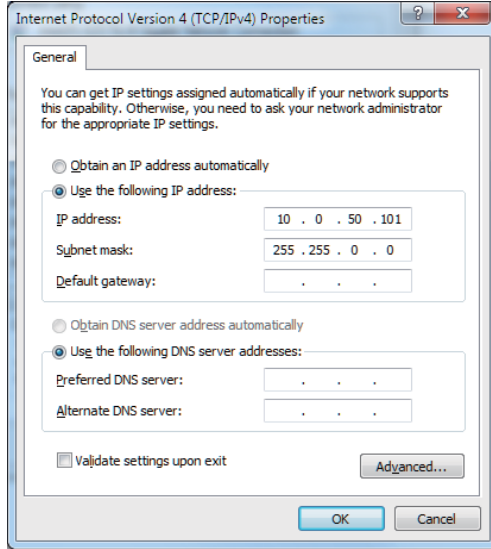 Internet Protocol Version 4 (TCP/IPv4) Properties
General
You can get IP settings assigned automatically if your network supports
this capability. Otherwise, you need to ask your network administrator
for the appropriate IP settings.
Obtain an IP address automatically
Use the following IP address:
IP address: 10 . 0 . 50 . 101
Subnet mask: 255 . 255 . 0 . 0
Default gateway: . . .
Obtain DNS server address automatically
Use the following DNS server addresses:
Preferred DNS server: . . .
Alternate DNS server: . . .
Validate settings upon exit
Advanced...
OK Cancel